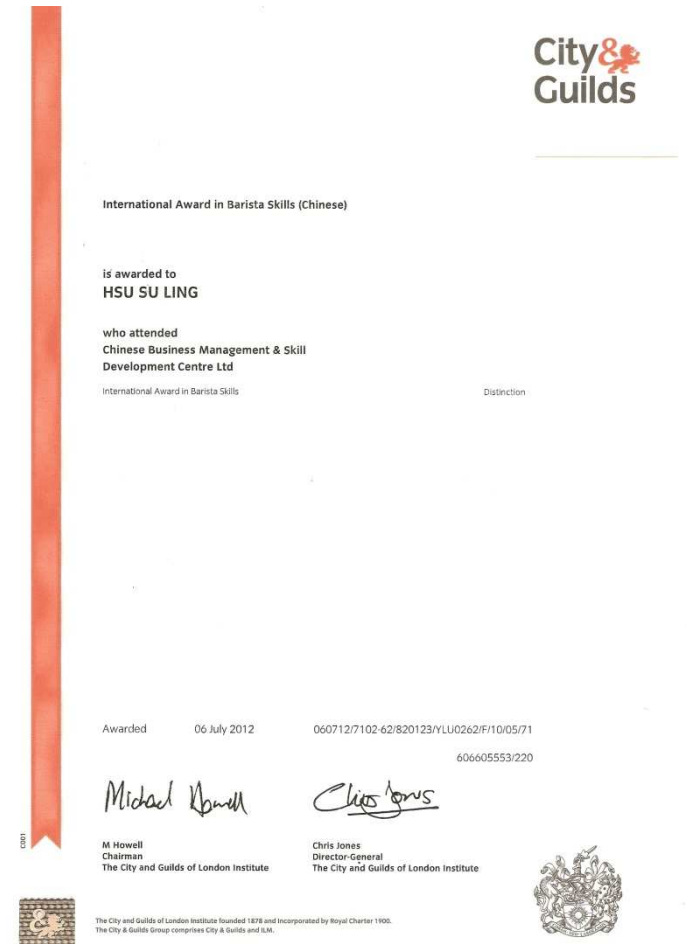 City&
Guilds
International Award in Barista Skills (Chinese)
is awarded to
HSU SU LING
who attended
Chinese Business Management & Skill
Development Centre Ltd
International Award in Barista Skills Distinction
Awarded 06 July 2012 060712/7102-62/820123/YLU0262/F/10/05/71
606605553/220
Michael Howell Chris Jones
M Howell Chris Jones
Chairman Director-General
The City and Guilds of London Institute The City and Guilds of London Institute
C001
The City and Guilds of London Institute founded 1878 and Incorporated by Royal Charter 1900.
The City & Guilds Group comprises City & Guilds and ILM.